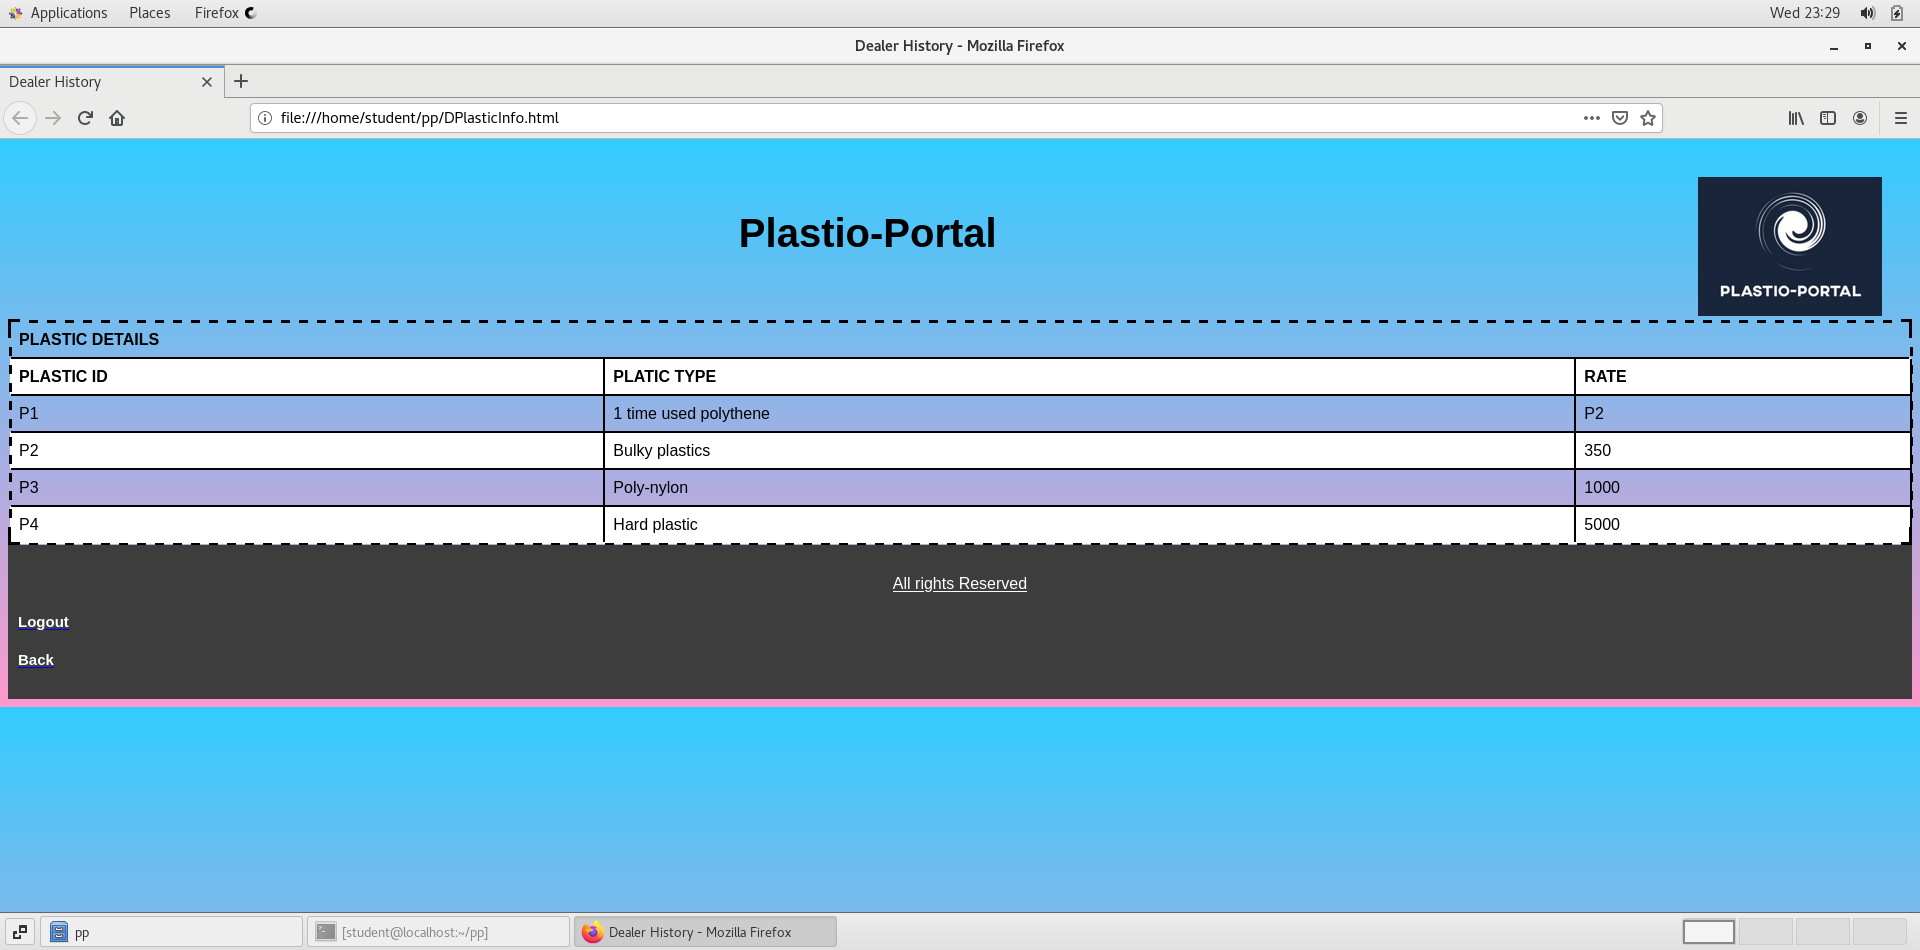 Applications Places Firefox Wed 23:29
Dealer History - Mozilla Firefox
Dealer History
file:///home/student/pp/DPlasticInfo.html
Plastio-Portal
PLASTIO-PORTAL
PLASTIC DETAILS
PLASTIC ID PLATIC TYPE RATE
P1 1 time used polythene P2
P2 Bulky plastics 350
P3 Poly-nylon 1000
P4 Hard plastic 5000
All rights Reserved
Logout
Back
pp [student@localhost:~/pp] Dealer History - Mozilla Firefox